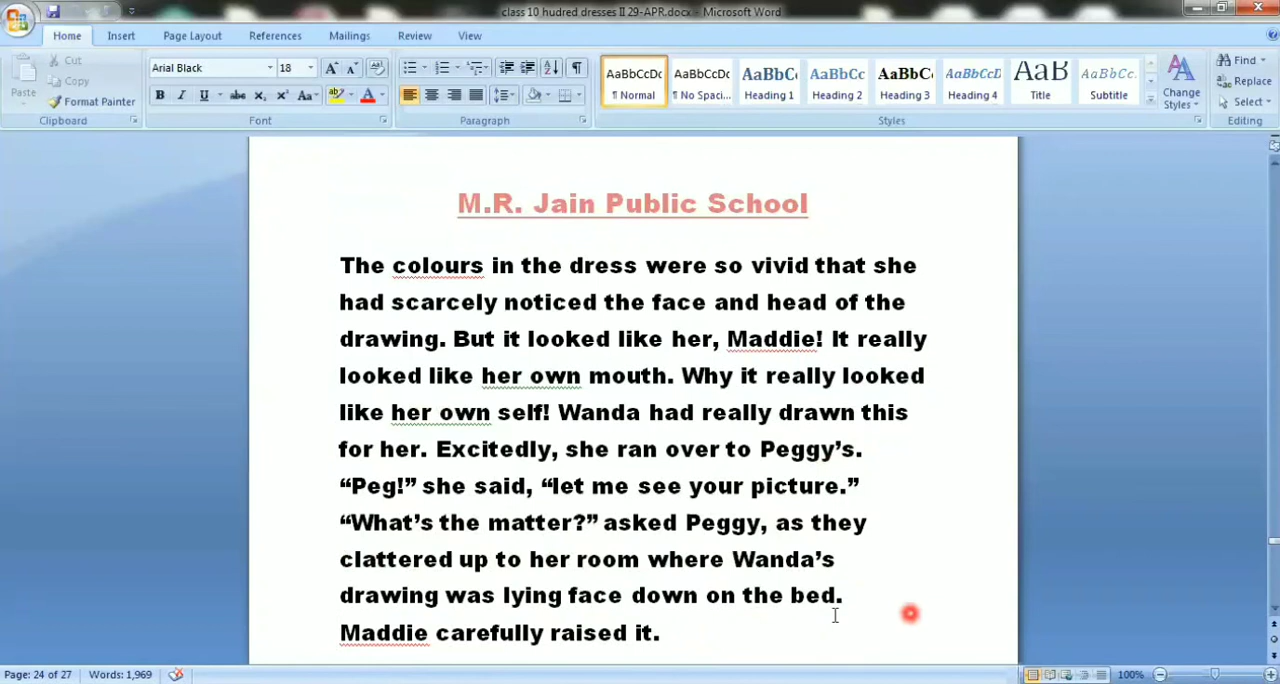 class 10 hudred dresses II 29-APR.docx - Microsoft Word
Home Insert Page Layout References Mailings Review View
Paste
Cut
Copy
Format Painter
Clipboard
Arial Black 18
Font
Paragraph
AaBbCcDc AaBbCcDc AaBbC( AaBbCc AaBbCc AaBbCcD AaB AaBbCc.
¶ Normal ¶ No Spaci... Heading 1 Heading 2 Heading 3 Heading 4 Title Subtitle
Change Styles
Styles
Find
Replace
Select
Editing
M.R. Jain Public School
The colours in the dress were so vivid that she
had scarcely noticed the face and head of the
drawing. But it looked like her, Maddie! It really
looked like her own mouth. Why it really looked
like her own self! Wanda had really drawn this
for her. Excitedly, she ran over to Peggy’s.
“Peg!” she said, “let me see your picture.”
“What’s the matter?” asked Peggy, as they
clattered up to her room where Wanda’s
drawing was lying face down on the bed.
Maddie carefully raised it.
Page: 24 of 27 Words: 1,969 100%